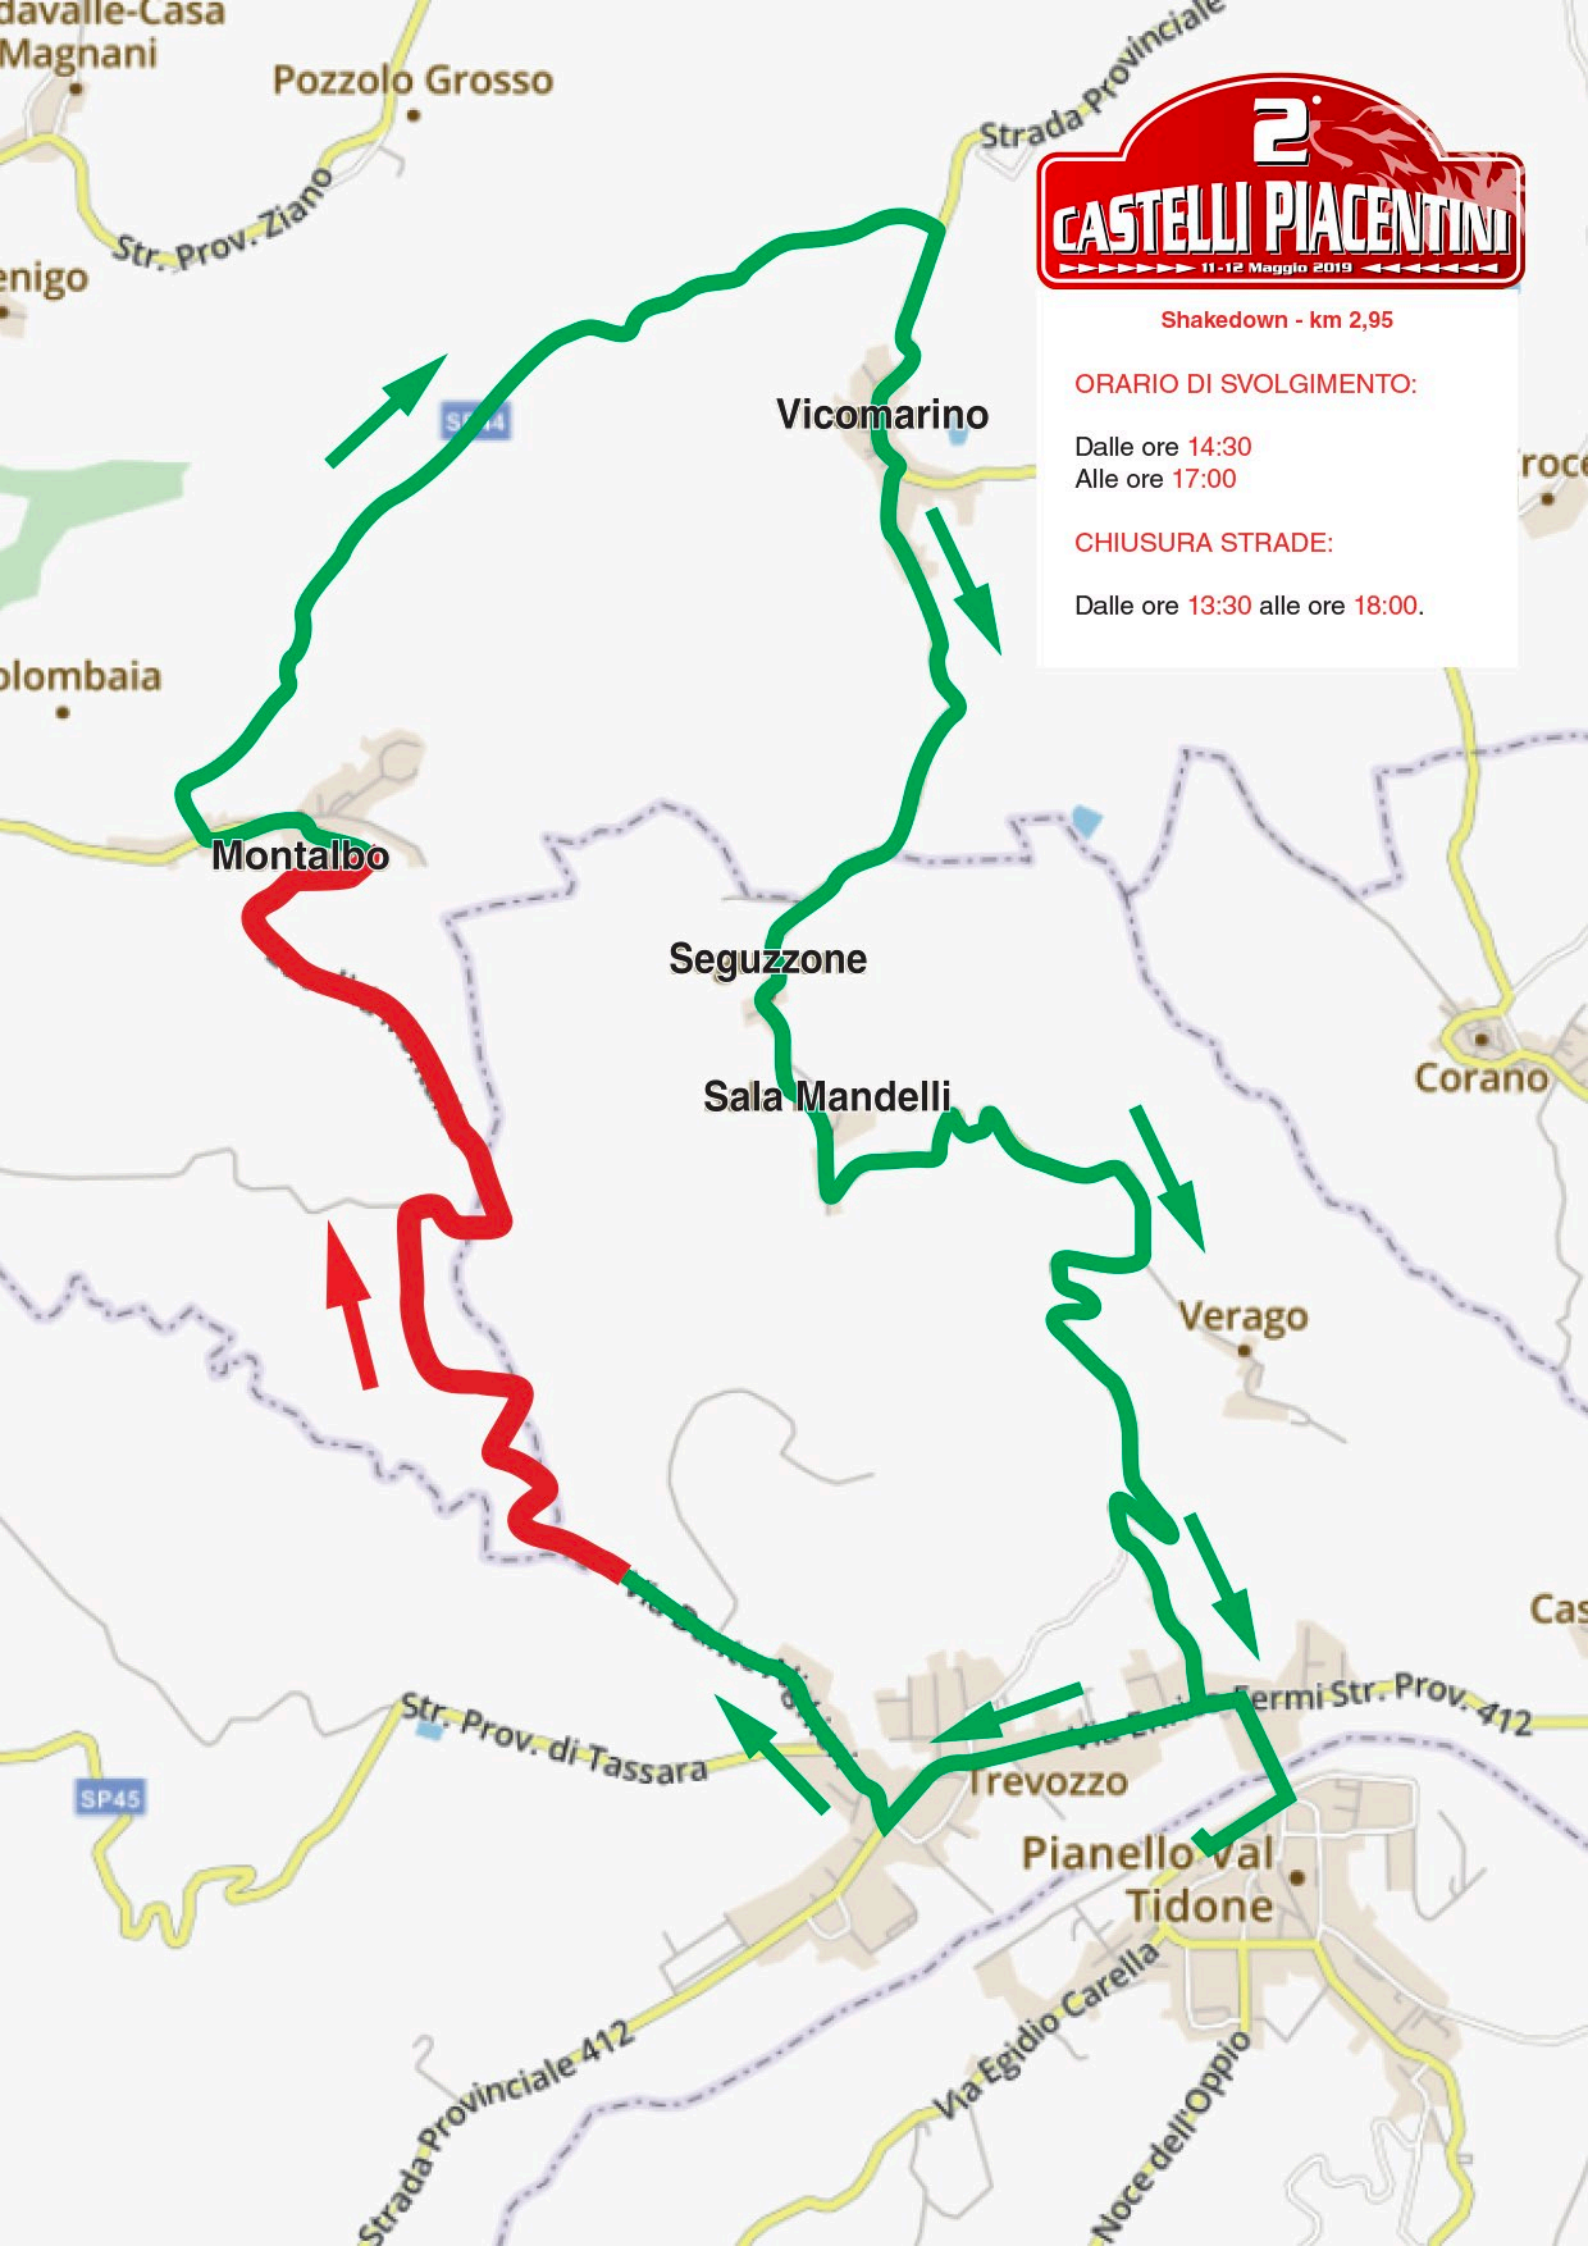 davalle-Casa
Magnani
Pozzolo Grosso
Strada Provinciale
Str. Prov. Ziano
enigo
2°
CASTELLI PIACENTINI
11-12 Maggio 2019
Shakedown - km 2,95
ORARIO DI SVOLGIMENTO:
Dalle ore 14:30
Alle ore 17:00
CHIUSURA STRADE:
Dalle ore 13:30 alle ore 18:00.
Vicomarino
roce
olombaia
Montalbo
Seguzzone
Sala Mandelli
Corano
Verago
Cas
Via
Str. Prov. di Tassara
Fermi
Str. Prov. 412
SP45
Trevozzo
Pianello Val
Tidone
Strada Provinciale 412
Via Egidio Carella
Noce dell'Oppio